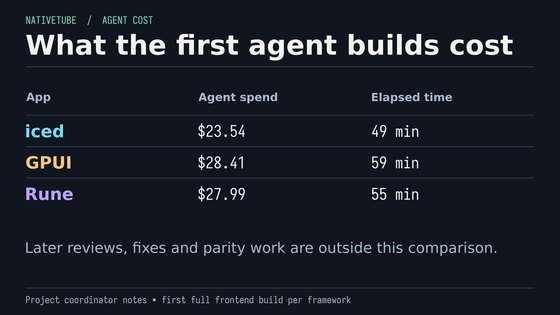 NATIVETUBE / AGENT COST
What the first agent builds cost
App Agent spend Elapsed time
iced $23.54 49 min
GPUI $28.41 59 min
Rune $27.99 55 min
Later reviews, fixes and parity work are outside this comparison.
Project coordinator notes • first full frontend build per framework